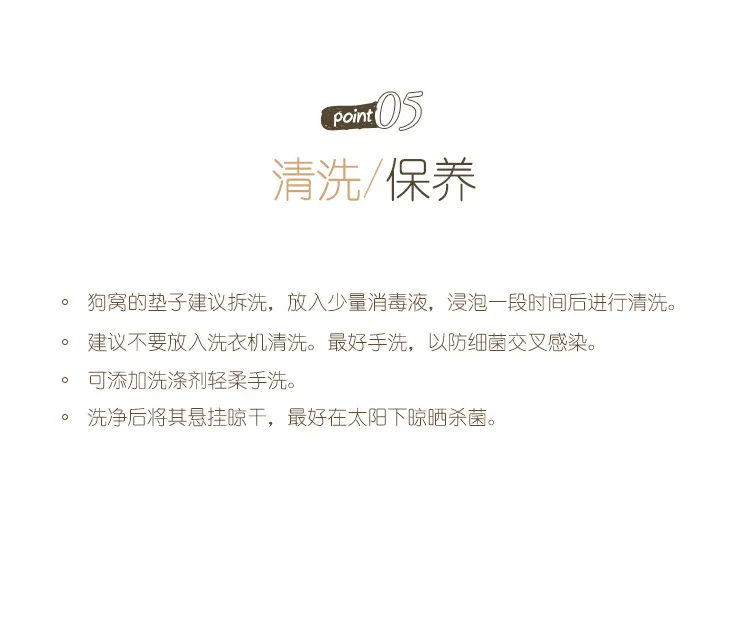 point 05
清洗/保养
狗窝的垫子建议拆洗，放入少量消毒液，浸泡一段时间后进行清洗。
建议不要放入洗衣机清洗。最好手洗，以防细菌交叉感染。
可添加洗涤剂轻柔手洗。
洗净后将其悬挂晾干，最好在太阳下晾晒杀菌。